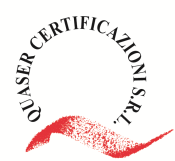 QUASER CERTIFICAZIONI S.R.L.